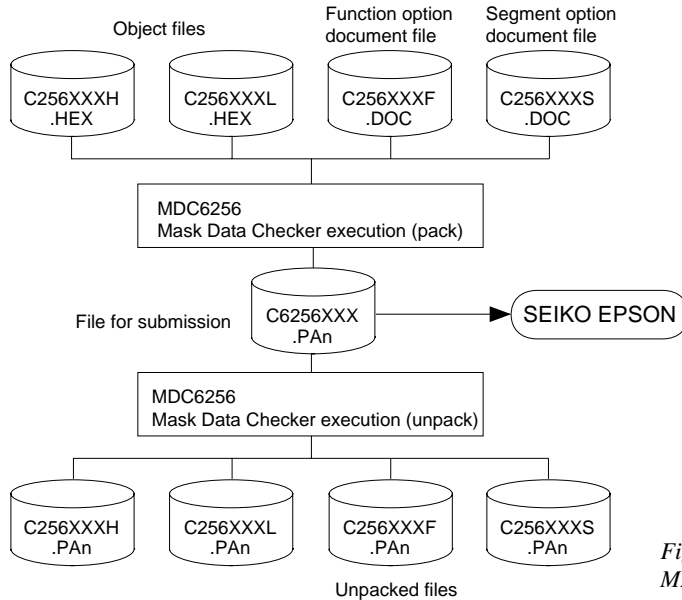 Object files
Function option
document file
Segment option
document file
C256XXXH
.HEX
C256XXXL
.HEX
C256XXXF
.DOC
C256XXXS
.DOC
MDC6256
Mask Data Checker execution (pack)
File for submission
C6256XXX
.PAn
SEIKO EPSON
MDC6256
Mask Data Checker execution (unpack)
C256XXXH
.PAn
C256XXXL
.PAn
C256XXXF
.PAn
C256XXXS
.PAn
Unpacked files